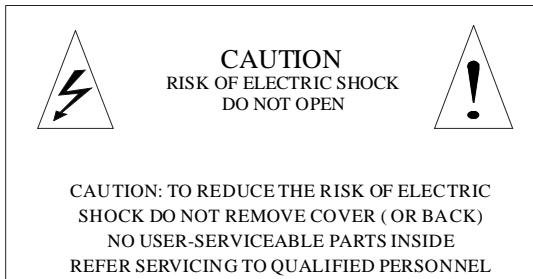 CAUTION
RISK OF ELECTRIC SHOCK
DO NOT OPEN
CAUTION: TO REDUCE THE RISK OF ELECTRIC
SHOCK DO NOT REMOVE COVER ( OR BACK)
NO USER-SERVICEABLE PARTS INSIDE
REFER SERVICING TO QUALIFIED PERSONNEL